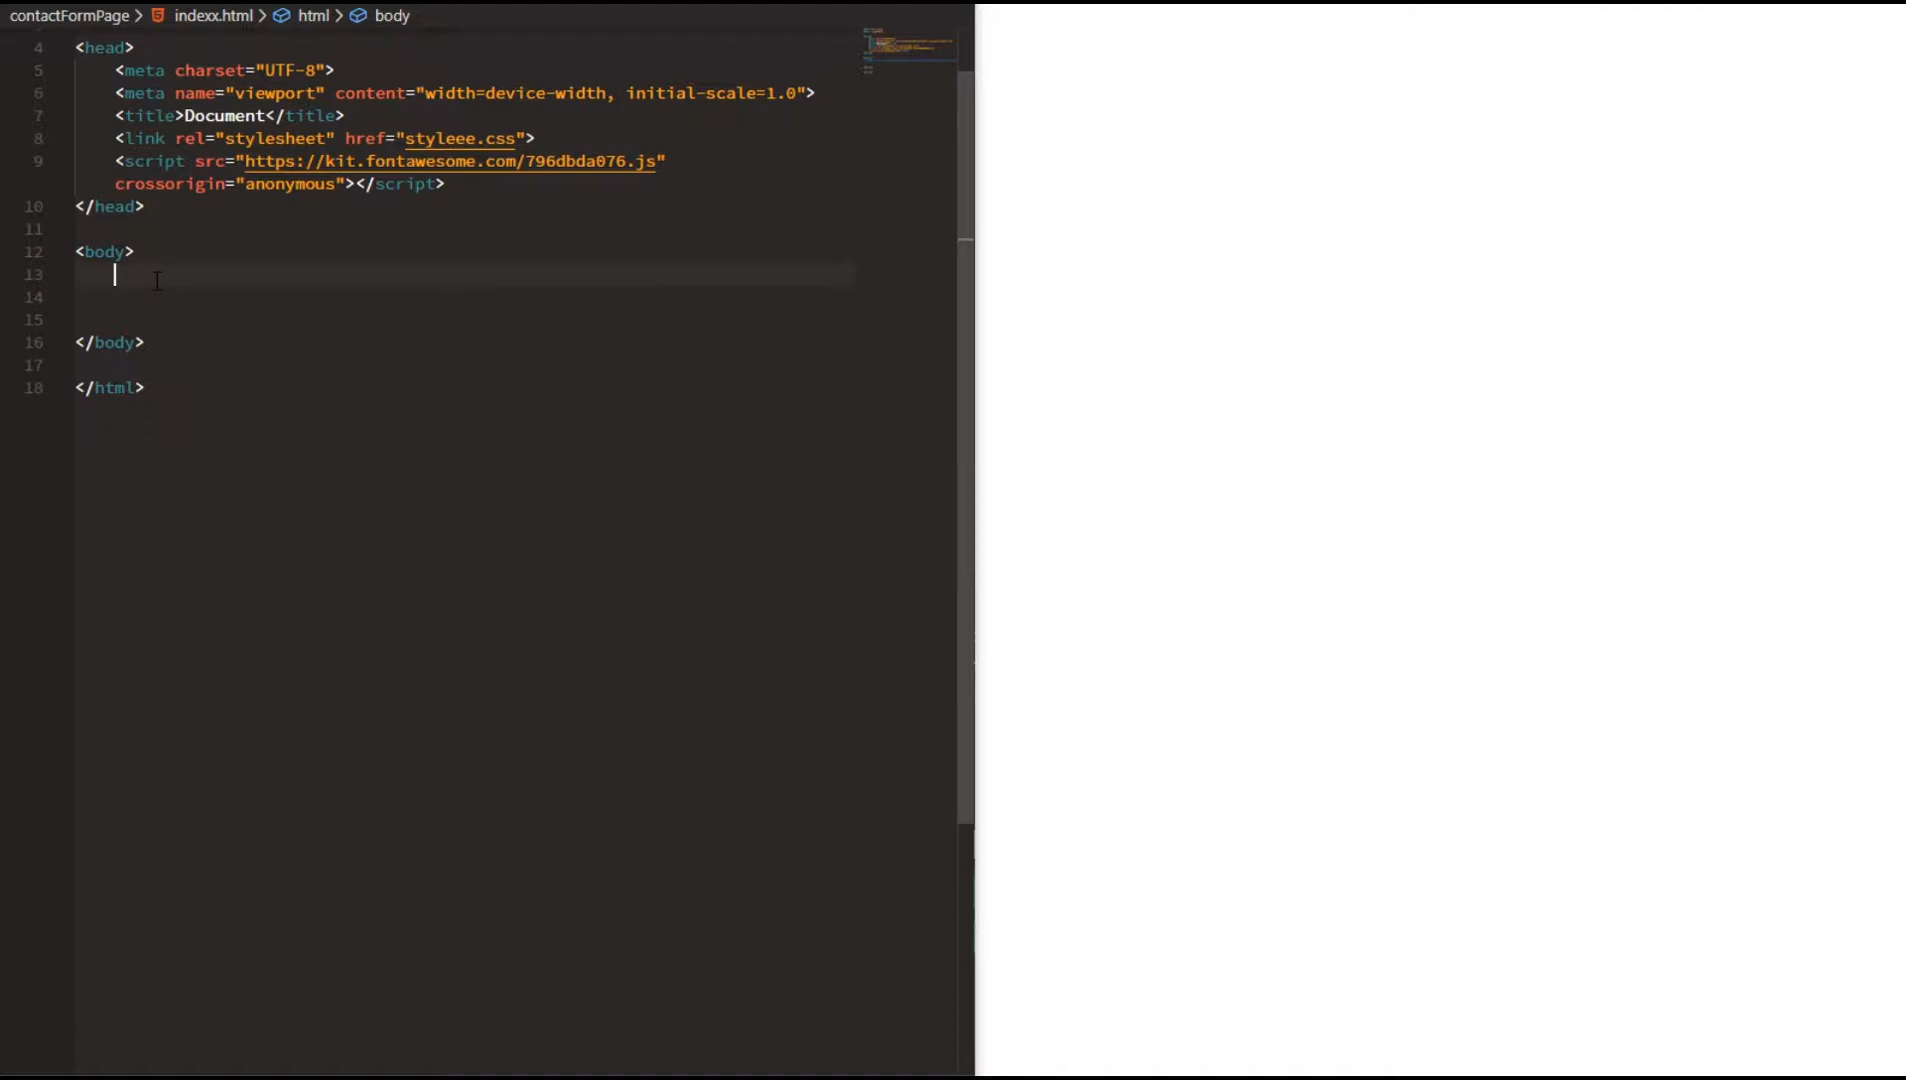 contactFormPage > indexx.html > html > body
4 <head>
5 <meta charset="UTF-8">
6 <meta name="viewport" content="width=device-width, initial-scale=1.0">
7 <title>Document</title>
8 <link rel="stylesheet" href="styleee.css">
9 <script src="https://kit.fontawesome.com/796dbda076.js"
crossorigin="anonymous"></script>
10 </head>
11
12 <body>
13
14
15
16 </body>
17
18 </html>